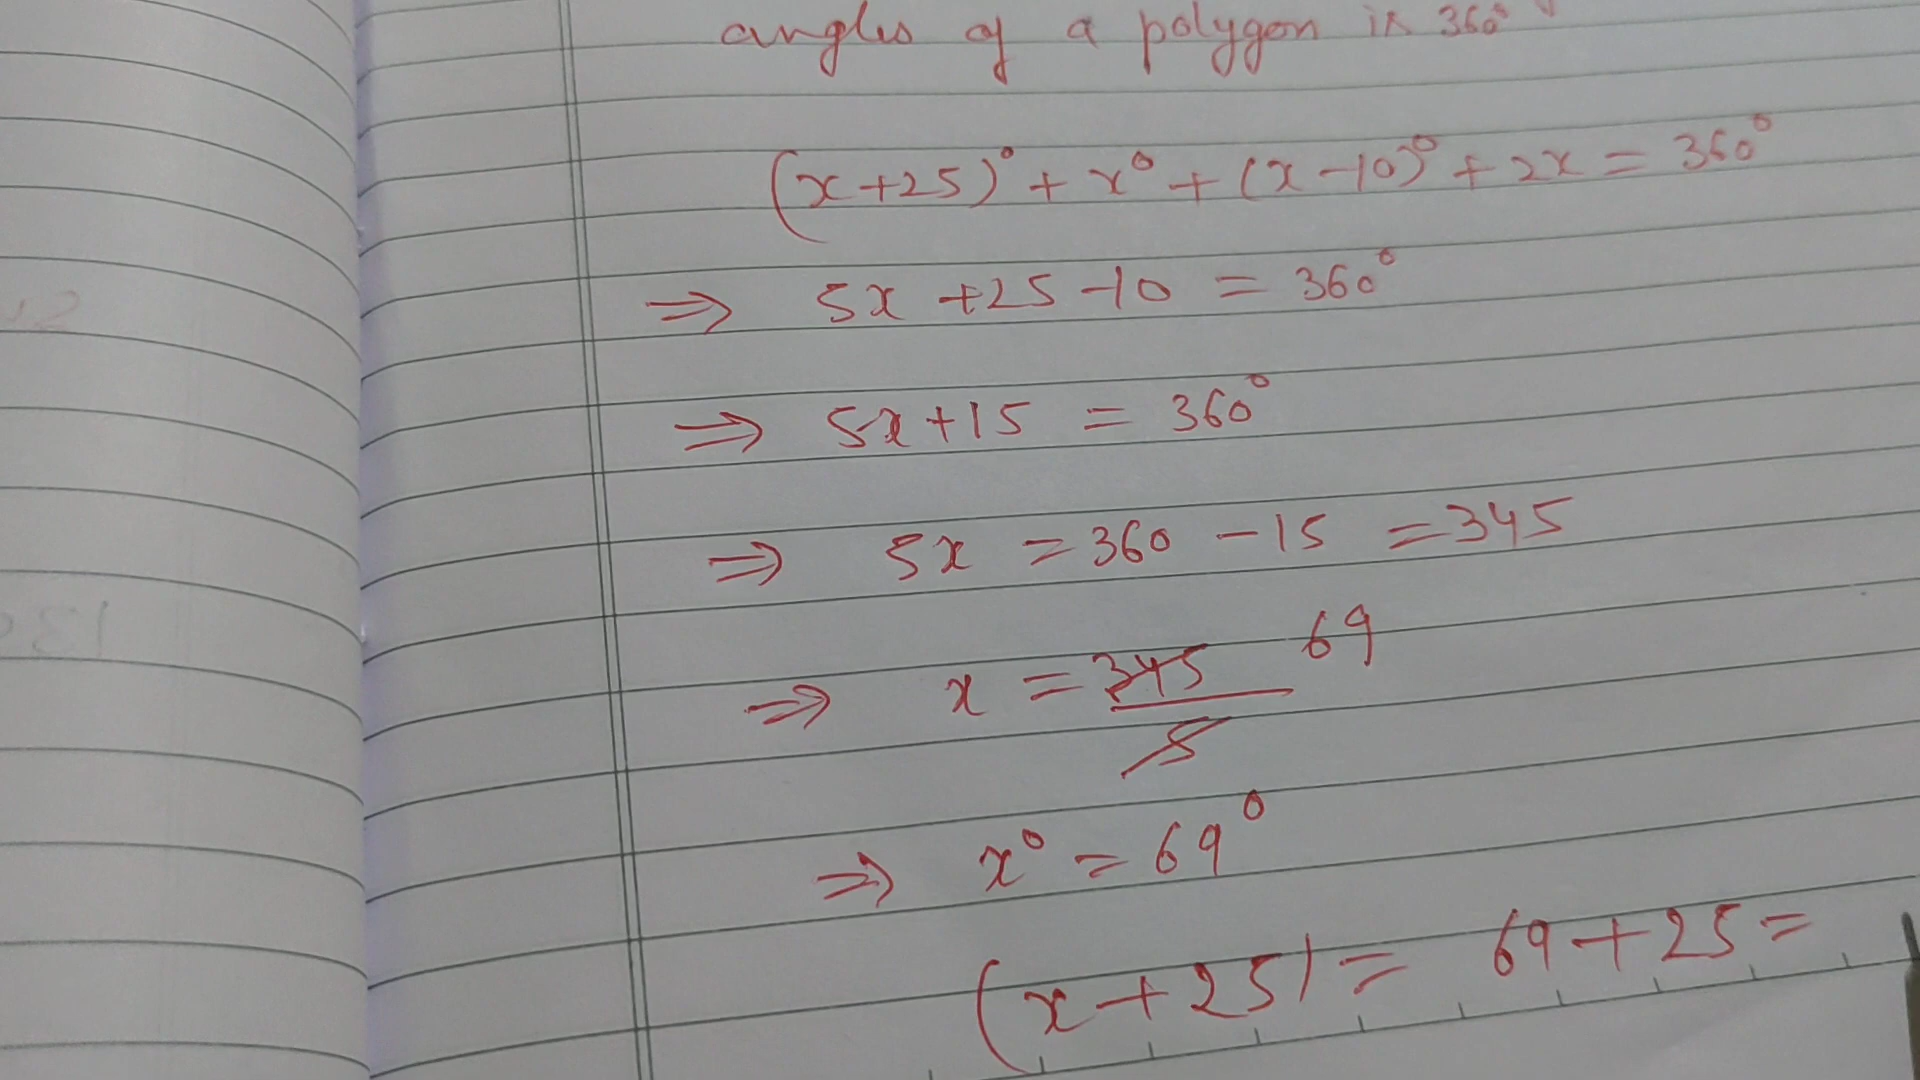 angles of a polygon is 360°
(x+25)° + x° + (x-10)° + 2x = 360°
⇒ 5x +25 -10 = 360°
⇒ 5x+15 = 360°
⇒ 5x = 360 - 15 = 345
⇒ x = 345/5 69
⇒ x° = 69°
(x+25) = 69+25 =